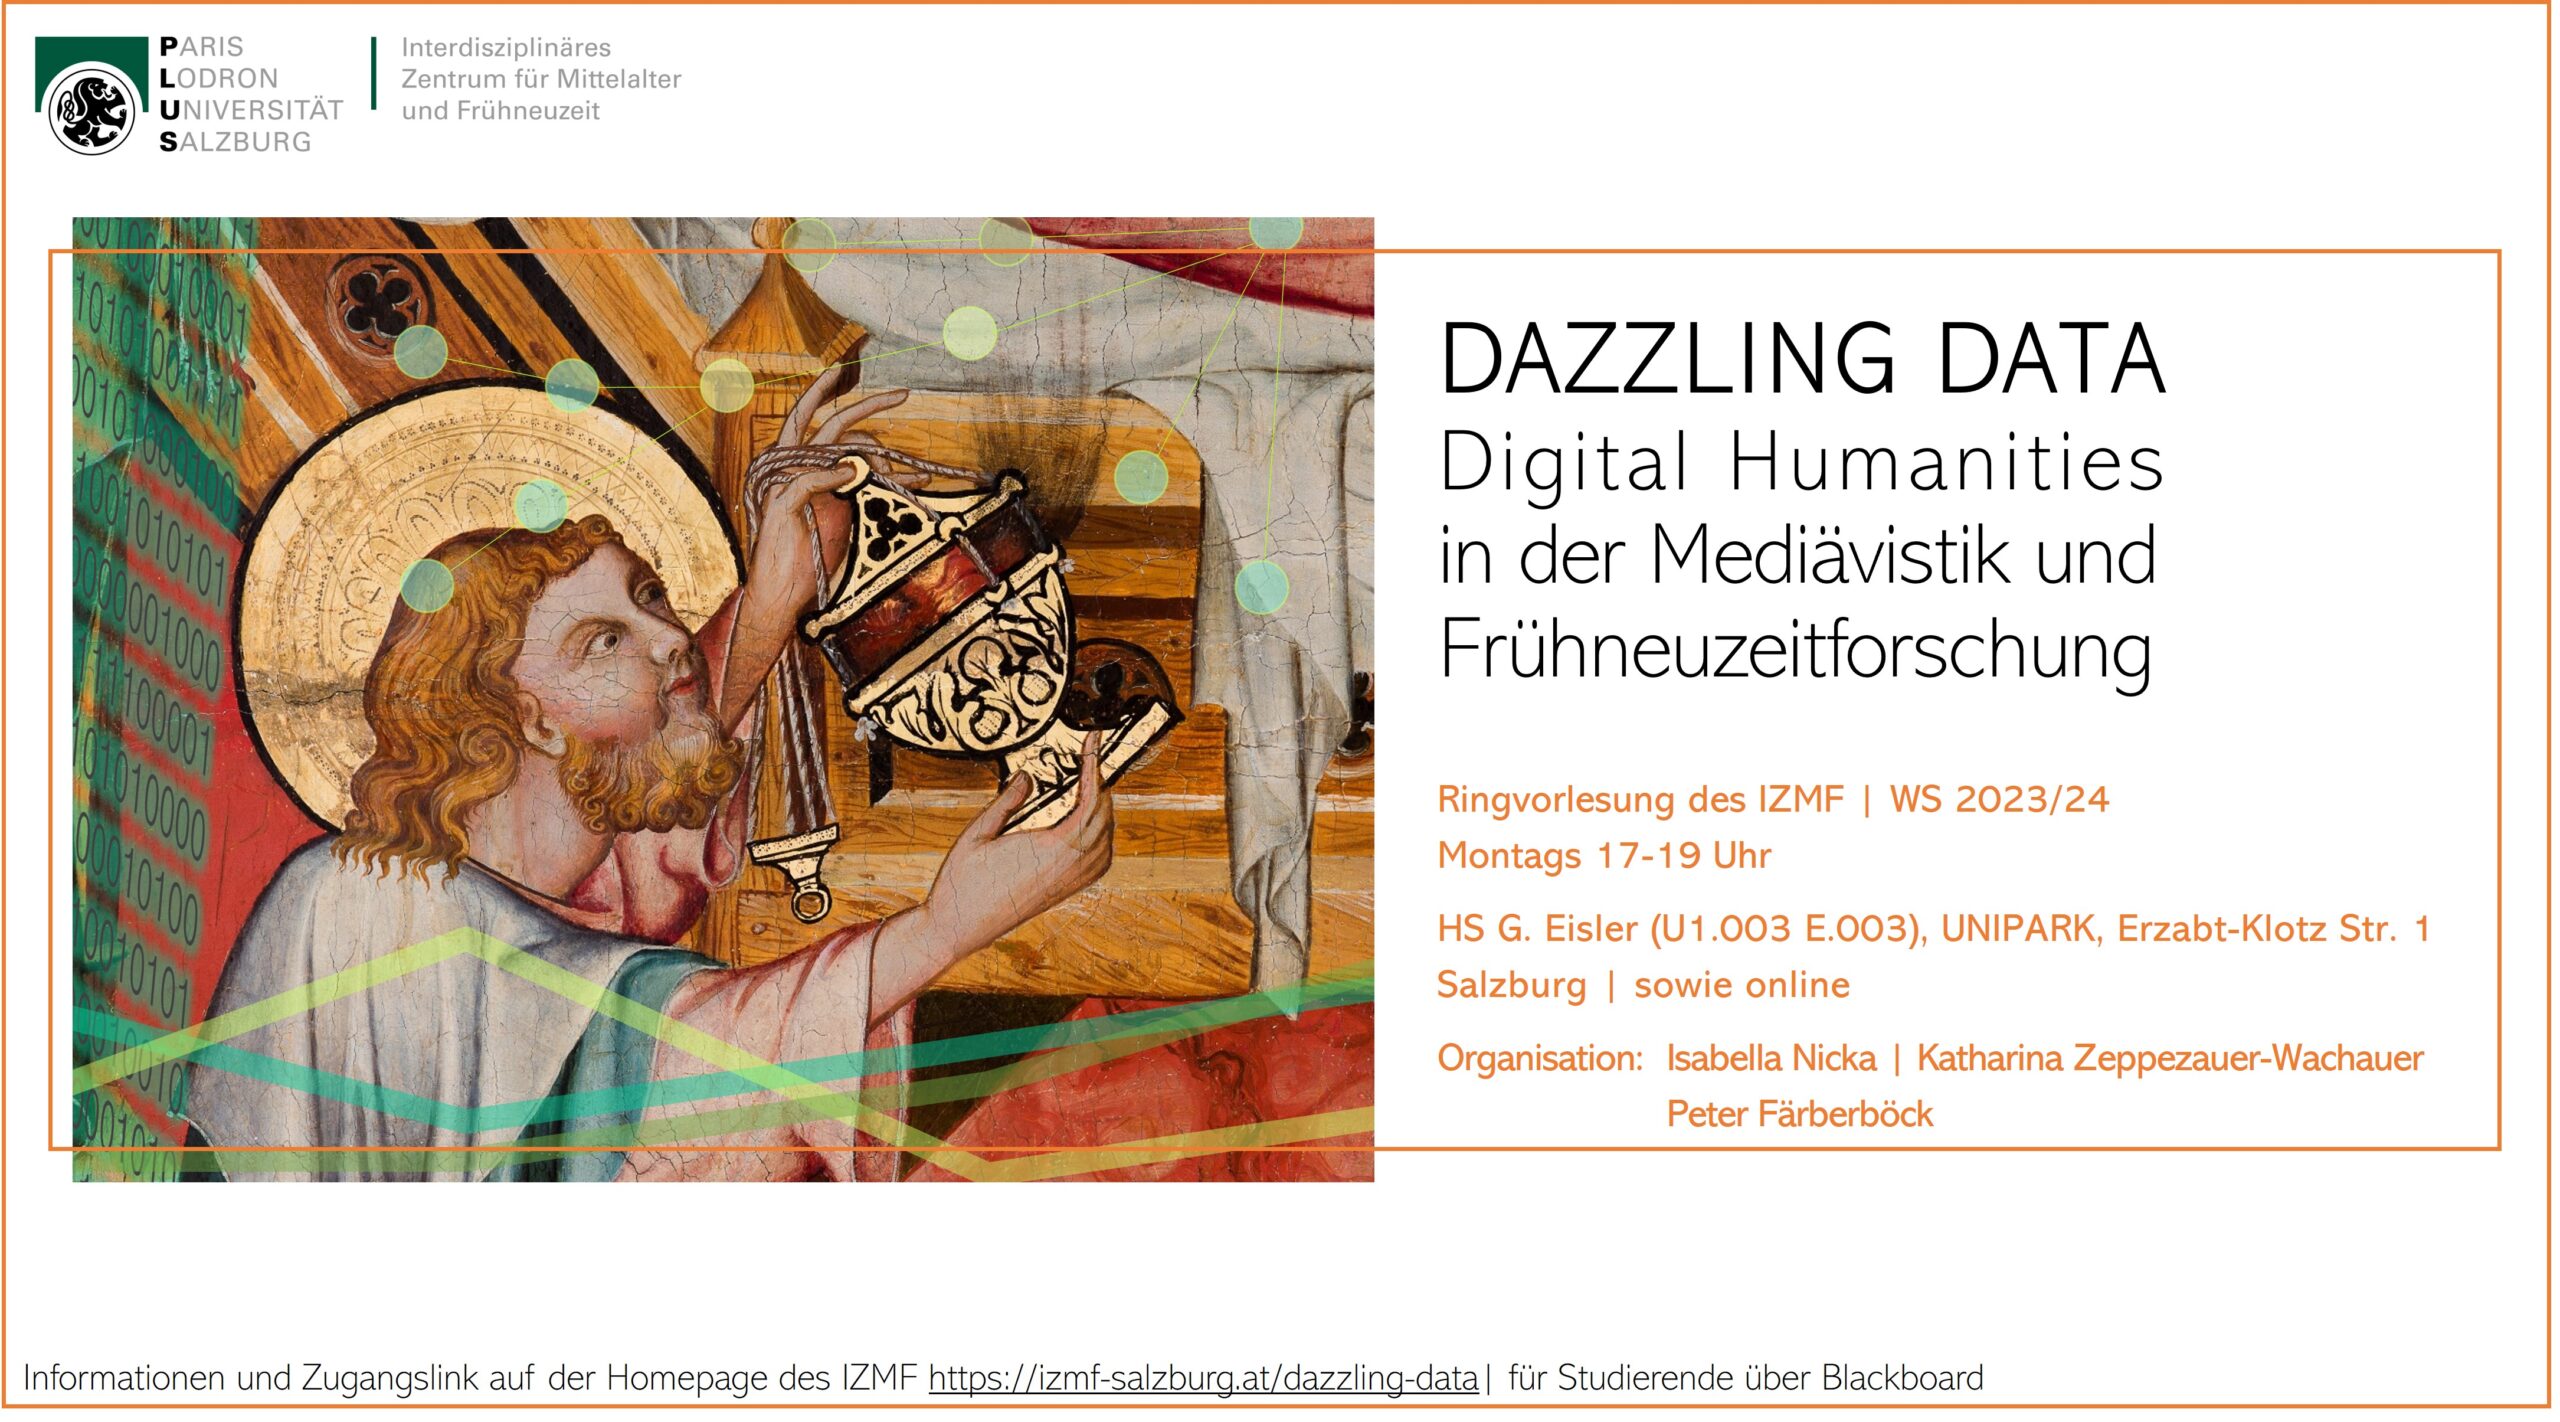 PARIS
LODRON
UNIVERSITÄT
SALZBURG
Interdisziplinäres
Zentrum für Mittelalter
und Frühneuzeit
DAZZLING DATA
Digital Humanities
in der Mediävistik und
Frühneuzeitforschung
Ringvorlesung des IZMF | WS 2023/24
Montags 17-19 Uhr
HS G. Eisler (U1.003 E.003), UNIPARK, Erzabt-Klotz Str. 1
Salzburg | sowie online
Organisation: Isabella Nicka | Katharina Zeppezauer-Wachauer
Peter Färberböck
Informationen und Zugangslink auf der Homepage des IZMF https://izmf-salzburg.at/dazzling-data| für Studierende über Blackboard